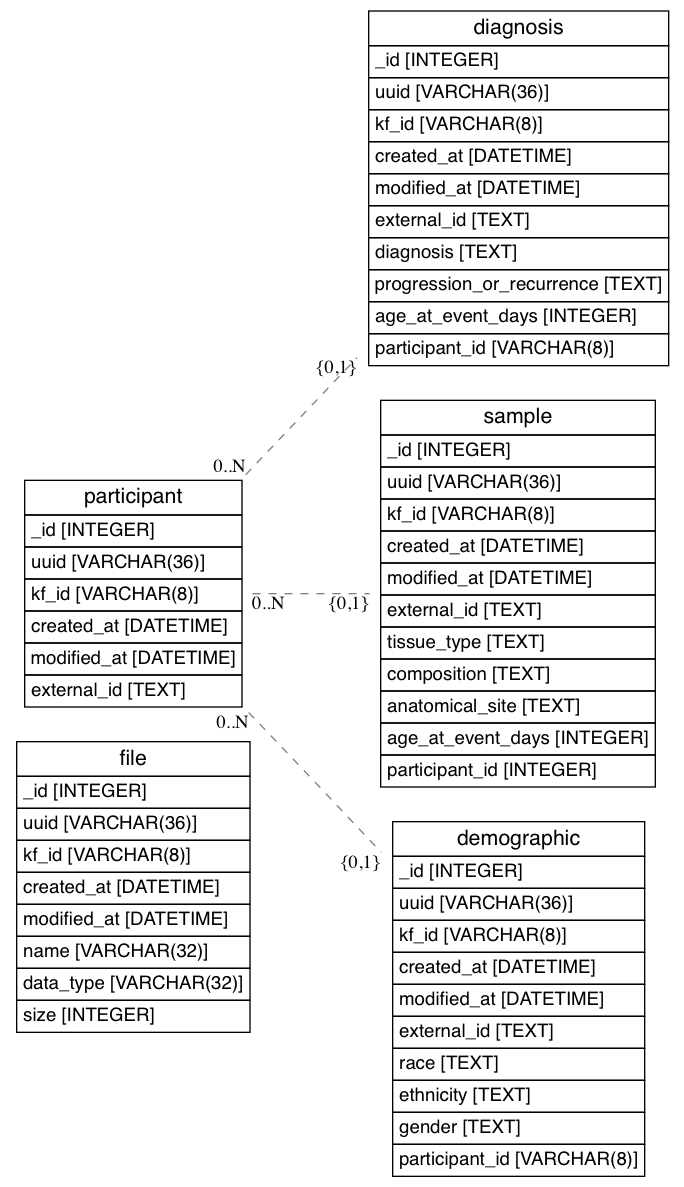 diagnosis
_id [INTEGER]
uuid [VARCHAR(36)]
kf_id [VARCHAR(8)]
created_at [DATETIME]
modified_at [DATETIME]
external_id [TEXT]
diagnosis [TEXT]
progression_or_recurrence [TEXT]
age_at_event_days [INTEGER]
participant_id [VARCHAR(8)]
{0,1}
0..N
sample
_id [INTEGER]
uuid [VARCHAR(36)]
kf_id [VARCHAR(8)]
created_at [DATETIME]
modified_at [DATETIME]
external_id [TEXT]
tissue_type [TEXT]
composition [TEXT]
anatomical_site [TEXT]
age_at_event_days [INTEGER]
participant_id [INTEGER]
participant
_id [INTEGER]
uuid [VARCHAR(36)]
kf_id [VARCHAR(8)]
created_at [DATETIME]
modified_at [DATETIME]
external_id [TEXT]
0..N
{0,1}
0..N
{0,1}
file
_id [INTEGER]
uuid [VARCHAR(36)]
kf_id [VARCHAR(8)]
created_at [DATETIME]
modified_at [DATETIME]
name [VARCHAR(32)]
data_type [VARCHAR(32)]
size [INTEGER]
demographic
_id [INTEGER]
uuid [VARCHAR(36)]
kf_id [VARCHAR(8)]
created_at [DATETIME]
modified_at [DATETIME]
external_id [TEXT]
race [TEXT]
ethnicity [TEXT]
gender [TEXT]
participant_id [VARCHAR(8)]